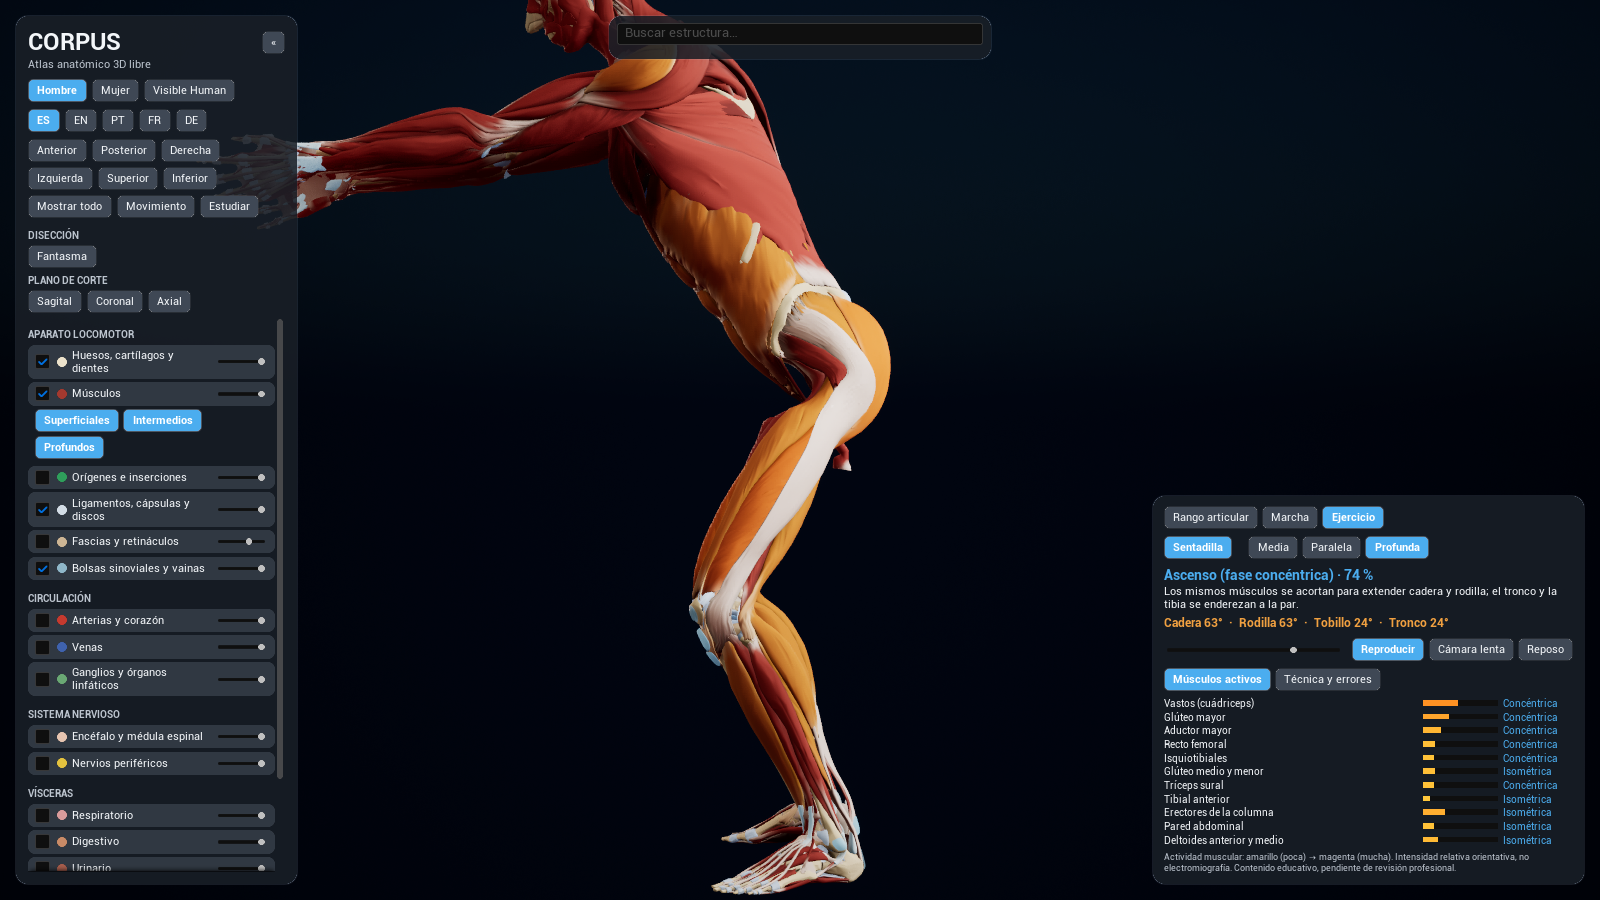 CORPUS
«
Atlas anatómico 3D libre
Hombre Mujer Visible Human
ES EN PT FR DE
Anterior Posterior Derecha
Izquierda Superior Inferior
Mostrar todo Movimiento Estudiar
DISECCIÓN
Fantasma
PLANO DE CORTE
Sagital Coronal Axial
APARATO LOCOMOTOR
Huesos, cartílagos y
dientes
Músculos
Superficiales Intermedios
Profundos
Orígenes e inserciones
Ligamentos, cápsulas y
discos
Fascias y retináculos
Bolsas sinoviales y vainas
CIRCULACIÓN
Arterias y corazón
Venas
Ganglios y órganos
linfáticos
SISTEMA NERVIOSO
Encéfalo y médula espinal
Nervios periféricos
VÍSCERAS
Respiratorio
Digestivo
Urinario
Buscar estructura...
Rango articular Marcha Ejercicio
Sentadilla Media Paralela Profunda
Ascenso (fase concéntrica) · 74 %
Los mismos músculos se acortan para extender cadera y rodilla; el tronco y la
tibia se enderezan a la par.
Cadera 63° · Rodilla 63° · Tobillo 24° · Tronco 24°
Reproducir Cámara lenta Reposo
Músculos activos Técnica y errores
Vastos (cuádriceps) Concéntrica
Glúteo mayor Concéntrica
Aductor mayor Concéntrica
Recto femoral Concéntrica
Isquiotibiales Concéntrica
Glúteo medio y menor Isométrica
Tríceps sural Concéntrica
Tibial anterior Isométrica
Erectores de la columna Isométrica
Pared abdominal Isométrica
Deltoides anterior y medio Isométrica
Actividad muscular: amarillo (poca) → magenta (mucha). Intensidad relativa orientativa, no
electromiografía. Contenido educativo, pendiente de revisión profesional.